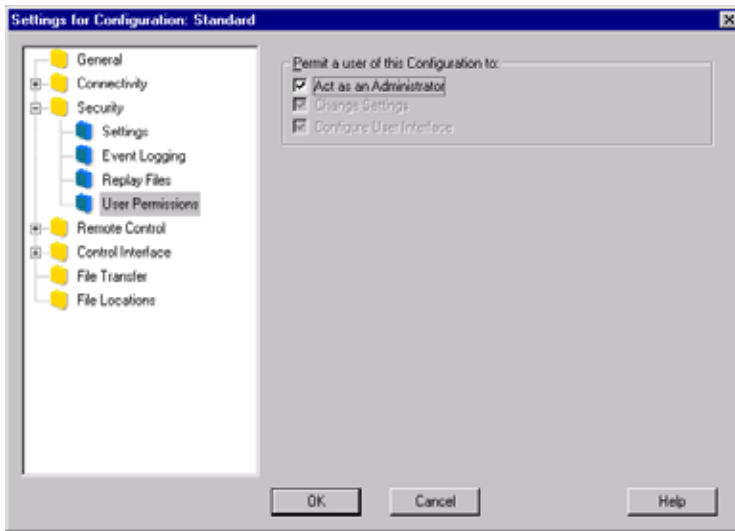 Settings for Configuration: Standard
General
Connectivity
Security
Settings
Event Logging
Replay Files
User Permissions
Remote Control
Control Interface
File Transfer
File Locations
Permit a user of this Configuration to:
Act as an Administrator
Change Settings
Configure User Interface
OK
Cancel
Help